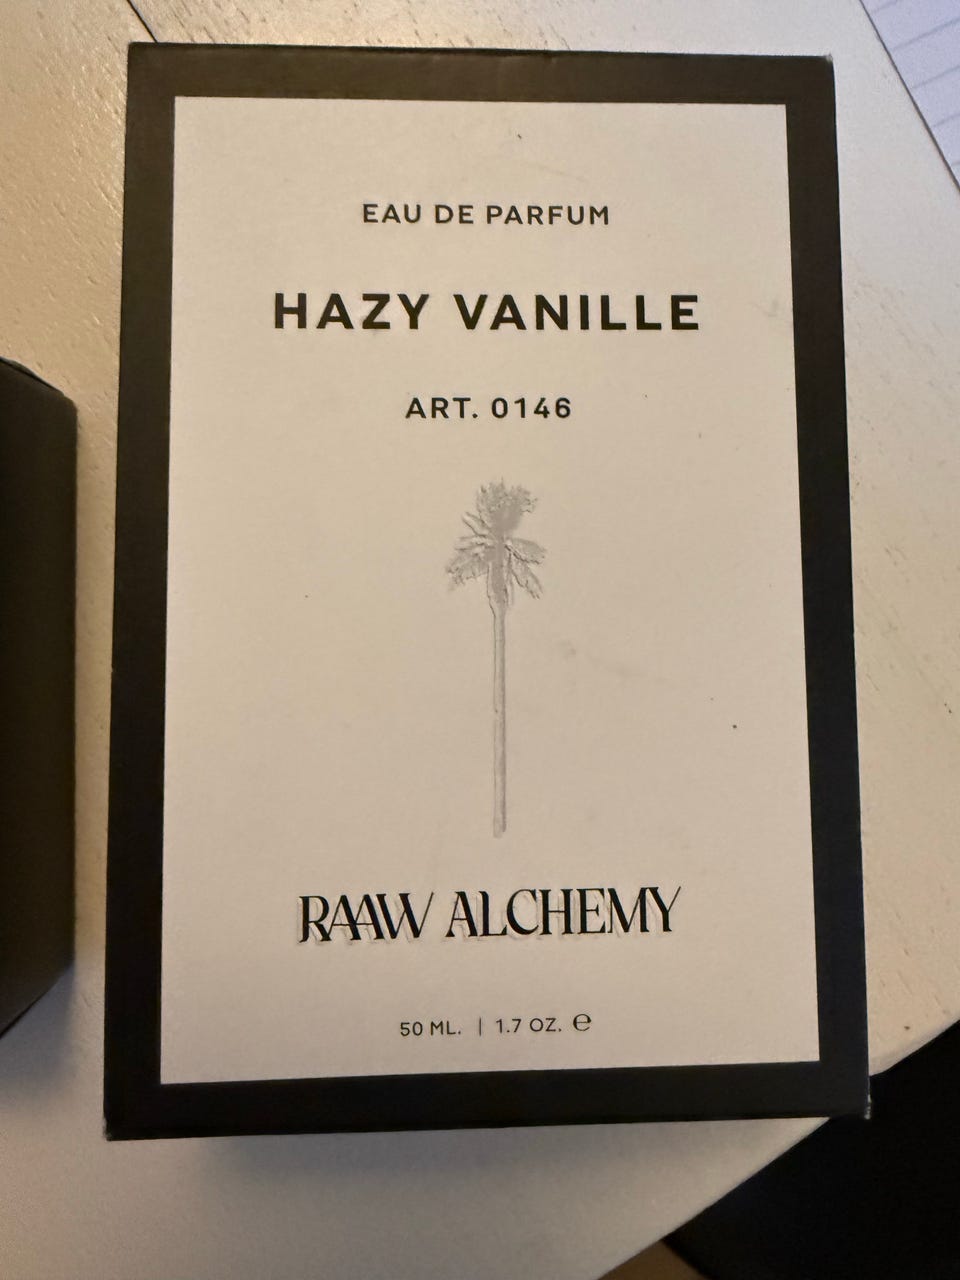 EAU DE PARFUM
HAZY VANILLE
ART. 0146
RAAW ALCHEMY
50 ML. | 1.7 OZ. ℮